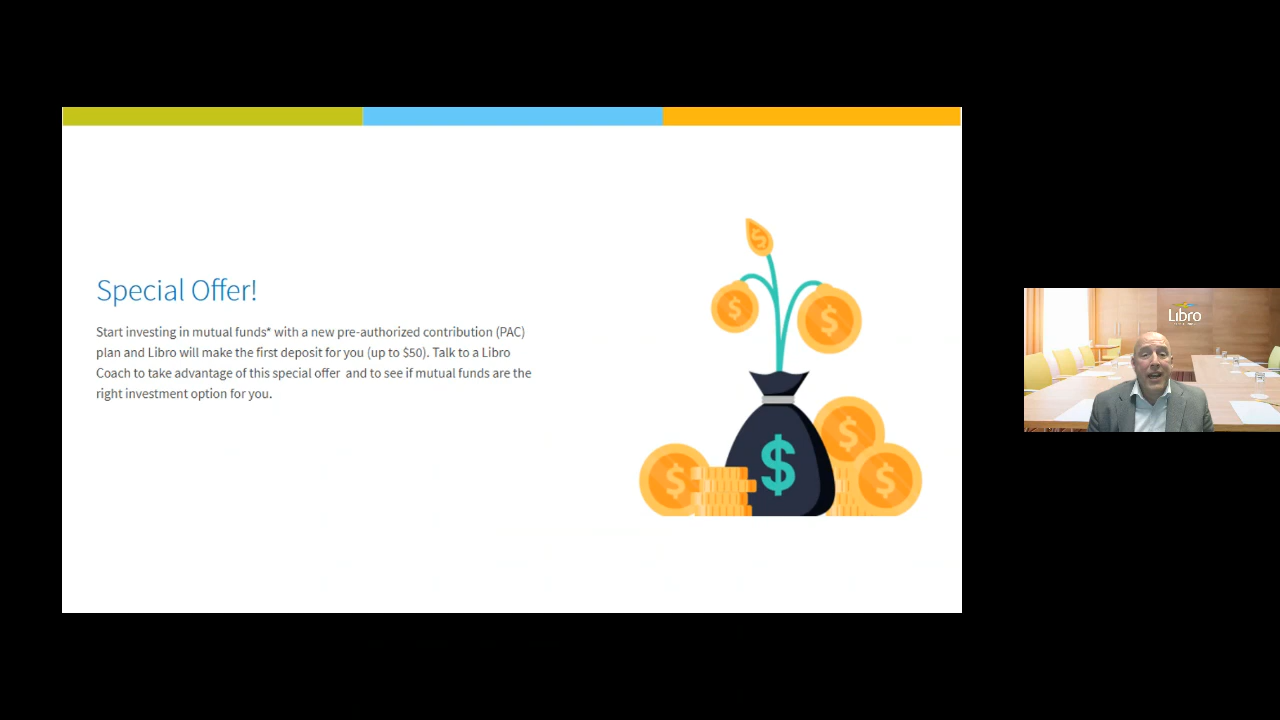 Special Offer!
Start investing in mutual funds* with a new pre-authorized contribution (PAC)
plan and Libro will make the first deposit for you (up to $50). Talk to a Libro
Coach to take advantage of this special offer and to see if mutual funds are the
right investment option for you.
$
$
$
$
$
$
$
Libro